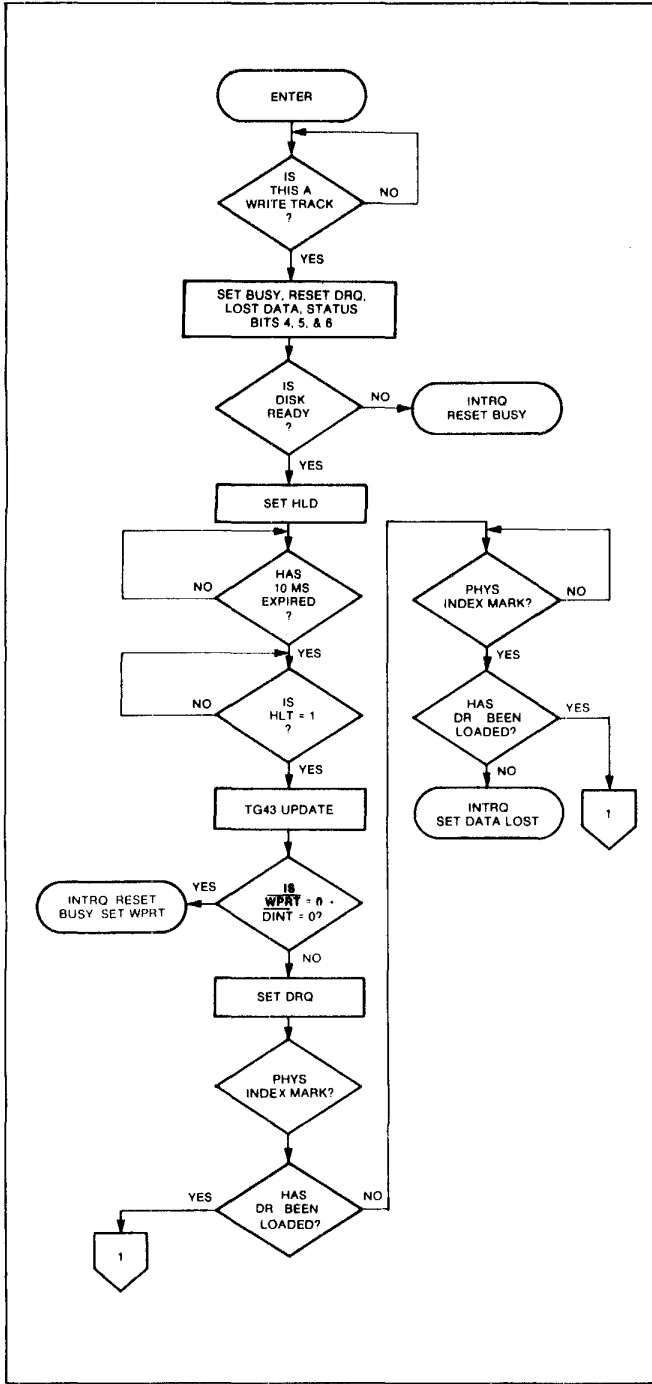 ENTER
IS
THIS A
WRITE TRACK
?
NO
YES
SET BUSY, RESET DRQ,
LOST DATA, STATUS
BITS 4, 5, & 6
IS
DISK
READY
?
NO
INTRQ
RESET BUSY
YES
SET HLD
HAS
10 MS
EXPIRED
?
NO
YES
IS
HLT = 1
?
NO
YES
TG43 UPDATE
IS
WPRT = 0 +
DINT = 0?
YES
INTRQ RESET
BUSY SET WPRT
NO
SET DRQ
PHYS
INDEX MARK?
HAS
DR BEEN
LOADED?
YES
NO
1
PHYS
INDEX MARK?
NO
YES
HAS
DR BEEN
LOADED?
YES
NO
INTRQ
SET DATA LOST
1